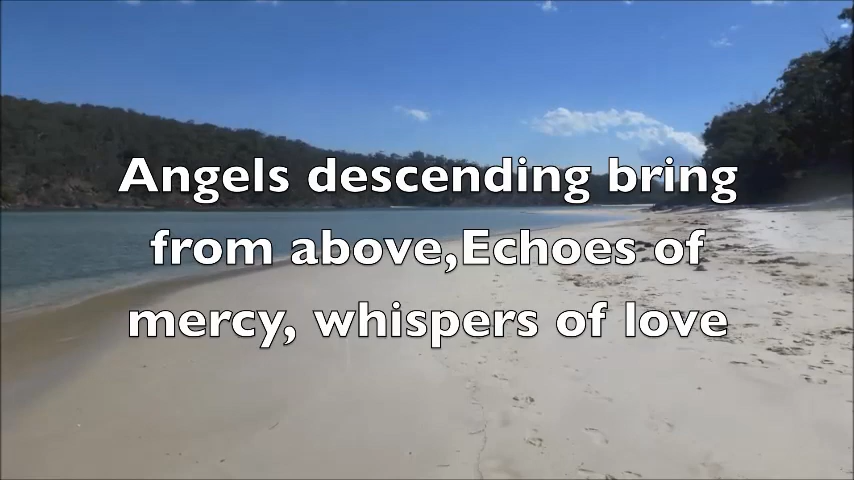 Angels descending bring
from above,Echoes of
mercy, whispers of love